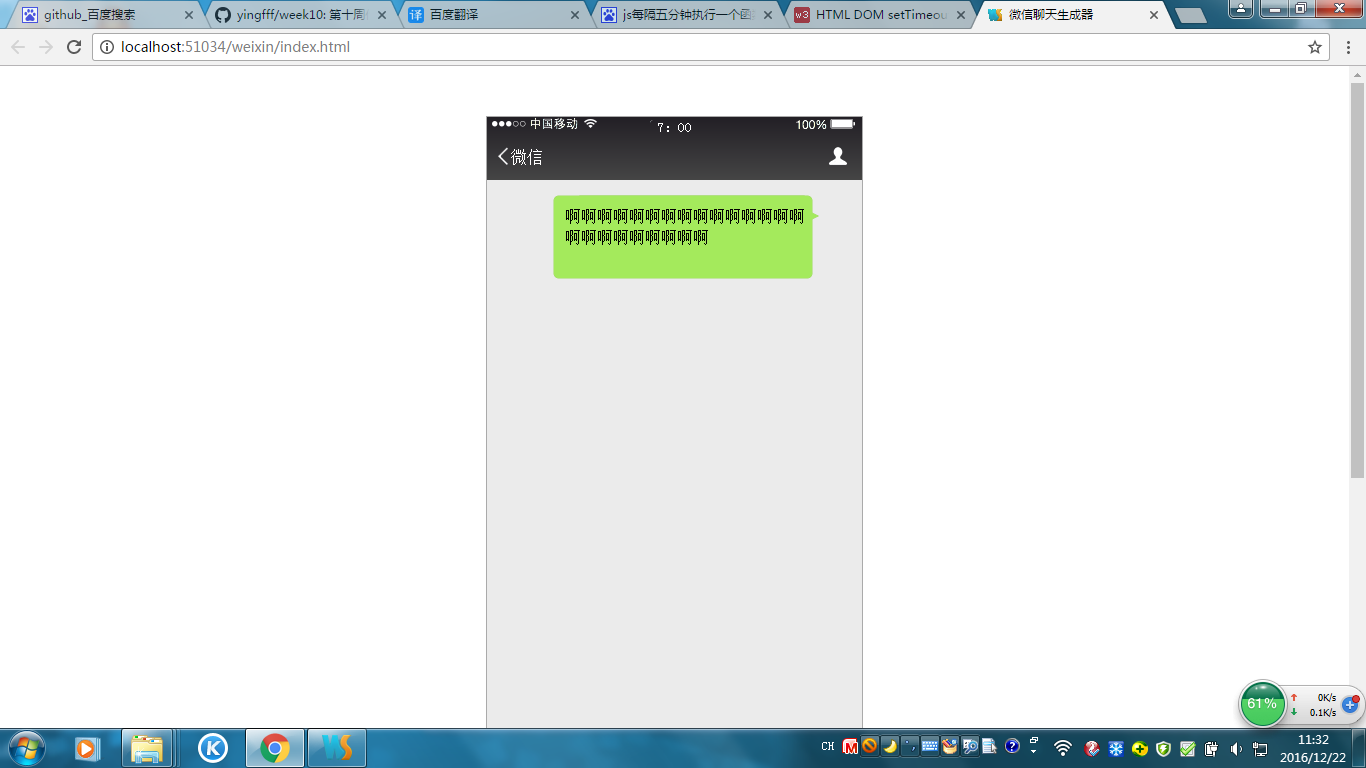 github_百度搜索
yingfff/week10: 第十周
百度翻译
js每隔五分钟执行一个函
HTML DOM setTimeou
微信聊天生成器
localhost:51034/weixin/index.html
中国移动
7：00
100%
微信
啊啊啊啊啊啊啊啊啊啊啊啊啊啊啊
啊啊啊啊啊啊啊啊啊
61%
0K/s
0.1K/s
CH
11:32
2016/12/22